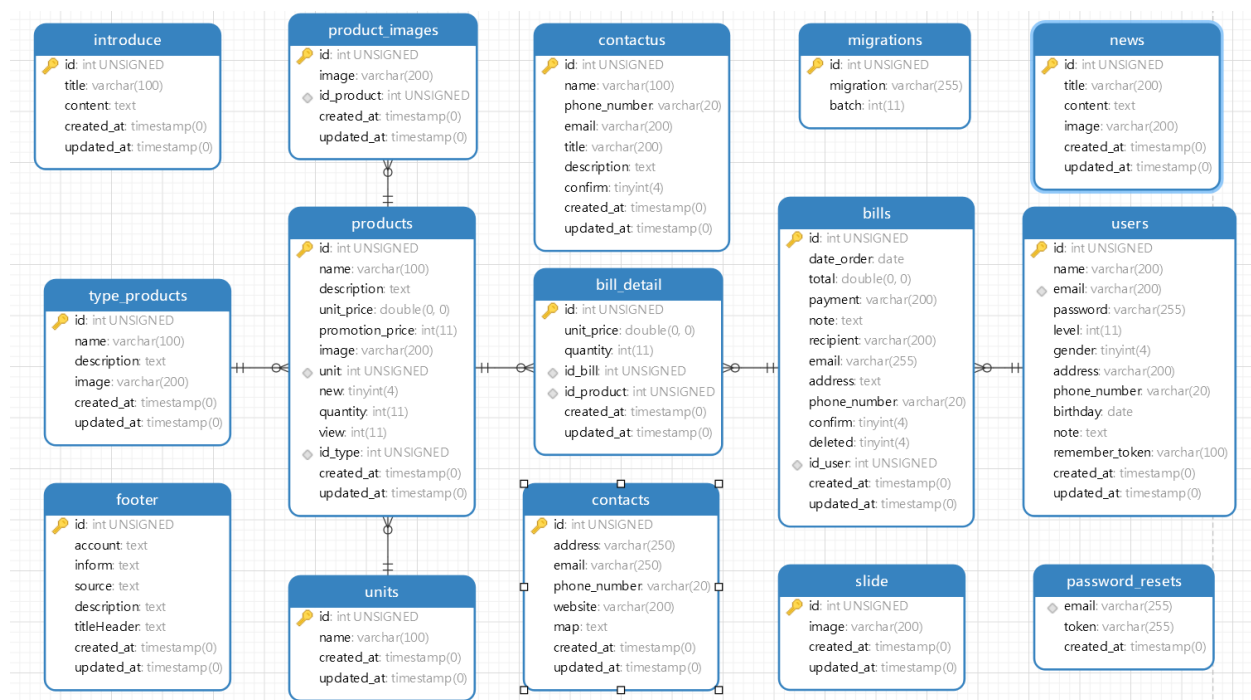 introduce
id: int UNSIGNED
title: varchar(100)
content: text
created_at: timestamp(0)
updated_at: timestamp(0)
product_images
id: int UNSIGNED
image: varchar(200)
id_product: int UNSIGNED
created_at: timestamp(0)
updated_at: timestamp(0)
contactus
id: int UNSIGNED
name: varchar(100)
phone_number: varchar(20)
email: varchar(200)
title: varchar(200)
description: text
confirm: tinyint(4)
created_at: timestamp(0)
updated_at: timestamp(0)
migrations
id: int UNSIGNED
migration: varchar(255)
batch: int(11)
news
id: int UNSIGNED
title: varchar(200)
content: text
image: varchar(200)
created_at: timestamp(0)
updated_at: timestamp(0)
type_products
id: int UNSIGNED
name: varchar(100)
description: text
image: varchar(200)
created_at: timestamp(0)
updated_at: timestamp(0)
products
id: int UNSIGNED
name: varchar(100)
description: text
unit_price: double(0, 0)
promotion_price: int(11)
image: varchar(200)
unit: int UNSIGNED
new: tinyint(4)
quantity: int(11)
view: int(11)
id_type: int UNSIGNED
created_at: timestamp(0)
updated_at: timestamp(0)
bill_detail
id: int UNSIGNED
unit_price: double(0, 0)
quantity: int(11)
id_bill: int UNSIGNED
id_product: int UNSIGNED
created_at: timestamp(0)
updated_at: timestamp(0)
bills
id: int UNSIGNED
date_order: date
total: double(0, 0)
payment: varchar(200)
note: text
recipient: varchar(200)
email: varchar(255)
address: text
phone_number: varchar(20)
confirm: tinyint(4)
deleted: tinyint(4)
id_user: int UNSIGNED
created_at: timestamp(0)
updated_at: timestamp(0)
users
id: int UNSIGNED
name: varchar(200)
email: varchar(200)
password: varchar(255)
level: int(11)
gender: tinyint(4)
address: varchar(200)
phone_number: varchar(20)
birthday: date
note: text
remember_token: varchar(100)
created_at: timestamp(0)
updated_at: timestamp(0)
footer
id: int UNSIGNED
account: text
inform: text
source: text
description: text
titleHeader: text
created_at: timestamp(0)
updated_at: timestamp(0)
units
id: int UNSIGNED
name: varchar(100)
created_at: timestamp(0)
updated_at: timestamp(0)
contacts
id: int UNSIGNED
address: varchar(250)
email: varchar(250)
phone_number: varchar(20)
website: varchar(200)
map: text
created_at: timestamp(0)
updated_at: timestamp(0)
slide
id: int UNSIGNED
image: varchar(200)
created_at: timestamp(0)
updated_at: timestamp(0)
password_resets
email: varchar(255)
token: varchar(255)
created_at: timestamp(0)